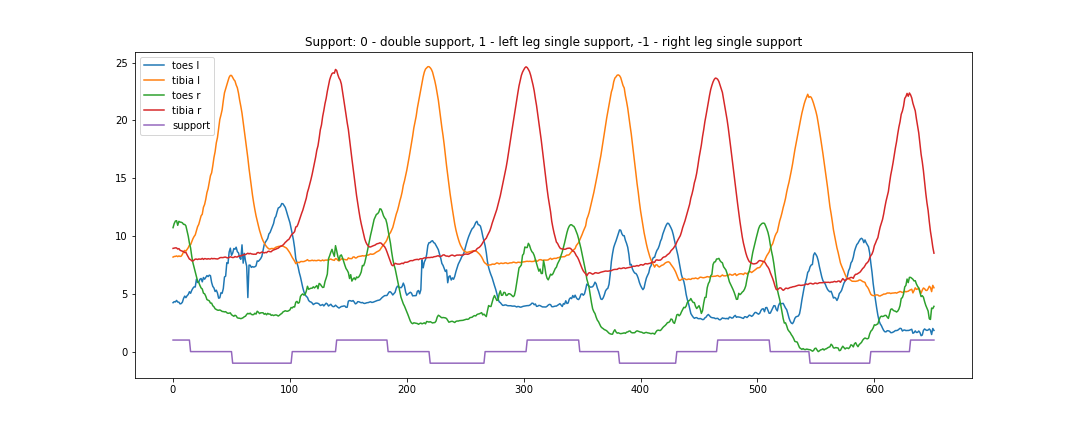 Support: 0 - double support, 1 - left leg single support, -1 - right leg single support
25
20
15
10
5
0
toes l
tibia l
toes r
tibia r
support
0 100 200 300 400 500 600